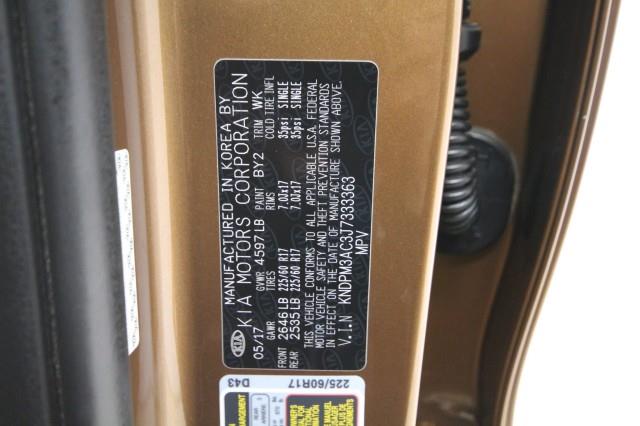 MANUFACTURED IN KOREA BY
KIA KIA MOTORS CORPORATION
05/17 GVWR 4597LB PAINT BY2 TRIM WK
GAWR TIRES RIMS COLD TIRE INFL
FRONT 2646LB 225/60 R17 7.00x17 35psi SINGLE
REAR 2535LB 225/60 R17 7.00x17 35psi SINGLE
THIS VEHICLE CONFORMS TO ALL APPLICABLE U.S.A. FEDERAL
MOTOR VEHICLE SAFETY AND THEFT PREVENTION STANDARDS
IN EFFECT ON THE DATE OF MANUFACTURE SHOWN ABOVE.
V.I.N KNDPM3AC3J7333363
MPV
D43
225/60R17